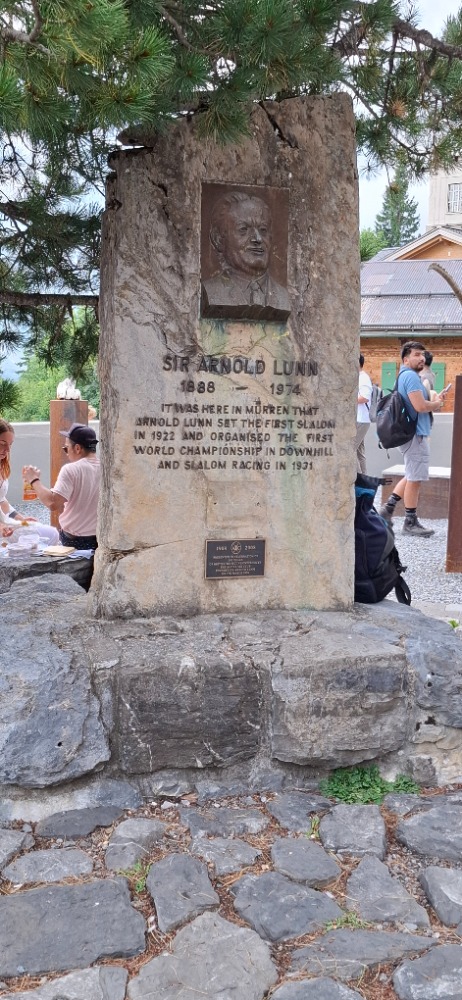 SIR ARNOLD LUNN
1888 — 1974
IT WAS HERE IN MÜRREN THAT
ARNOLD LUNN SET THE FIRST SLALOM
IN 1922 AND ORGANISED THE FIRST
WORLD CHAMPIONSHIP IN DOWNHILL
AND SLALOM RACING IN 1931